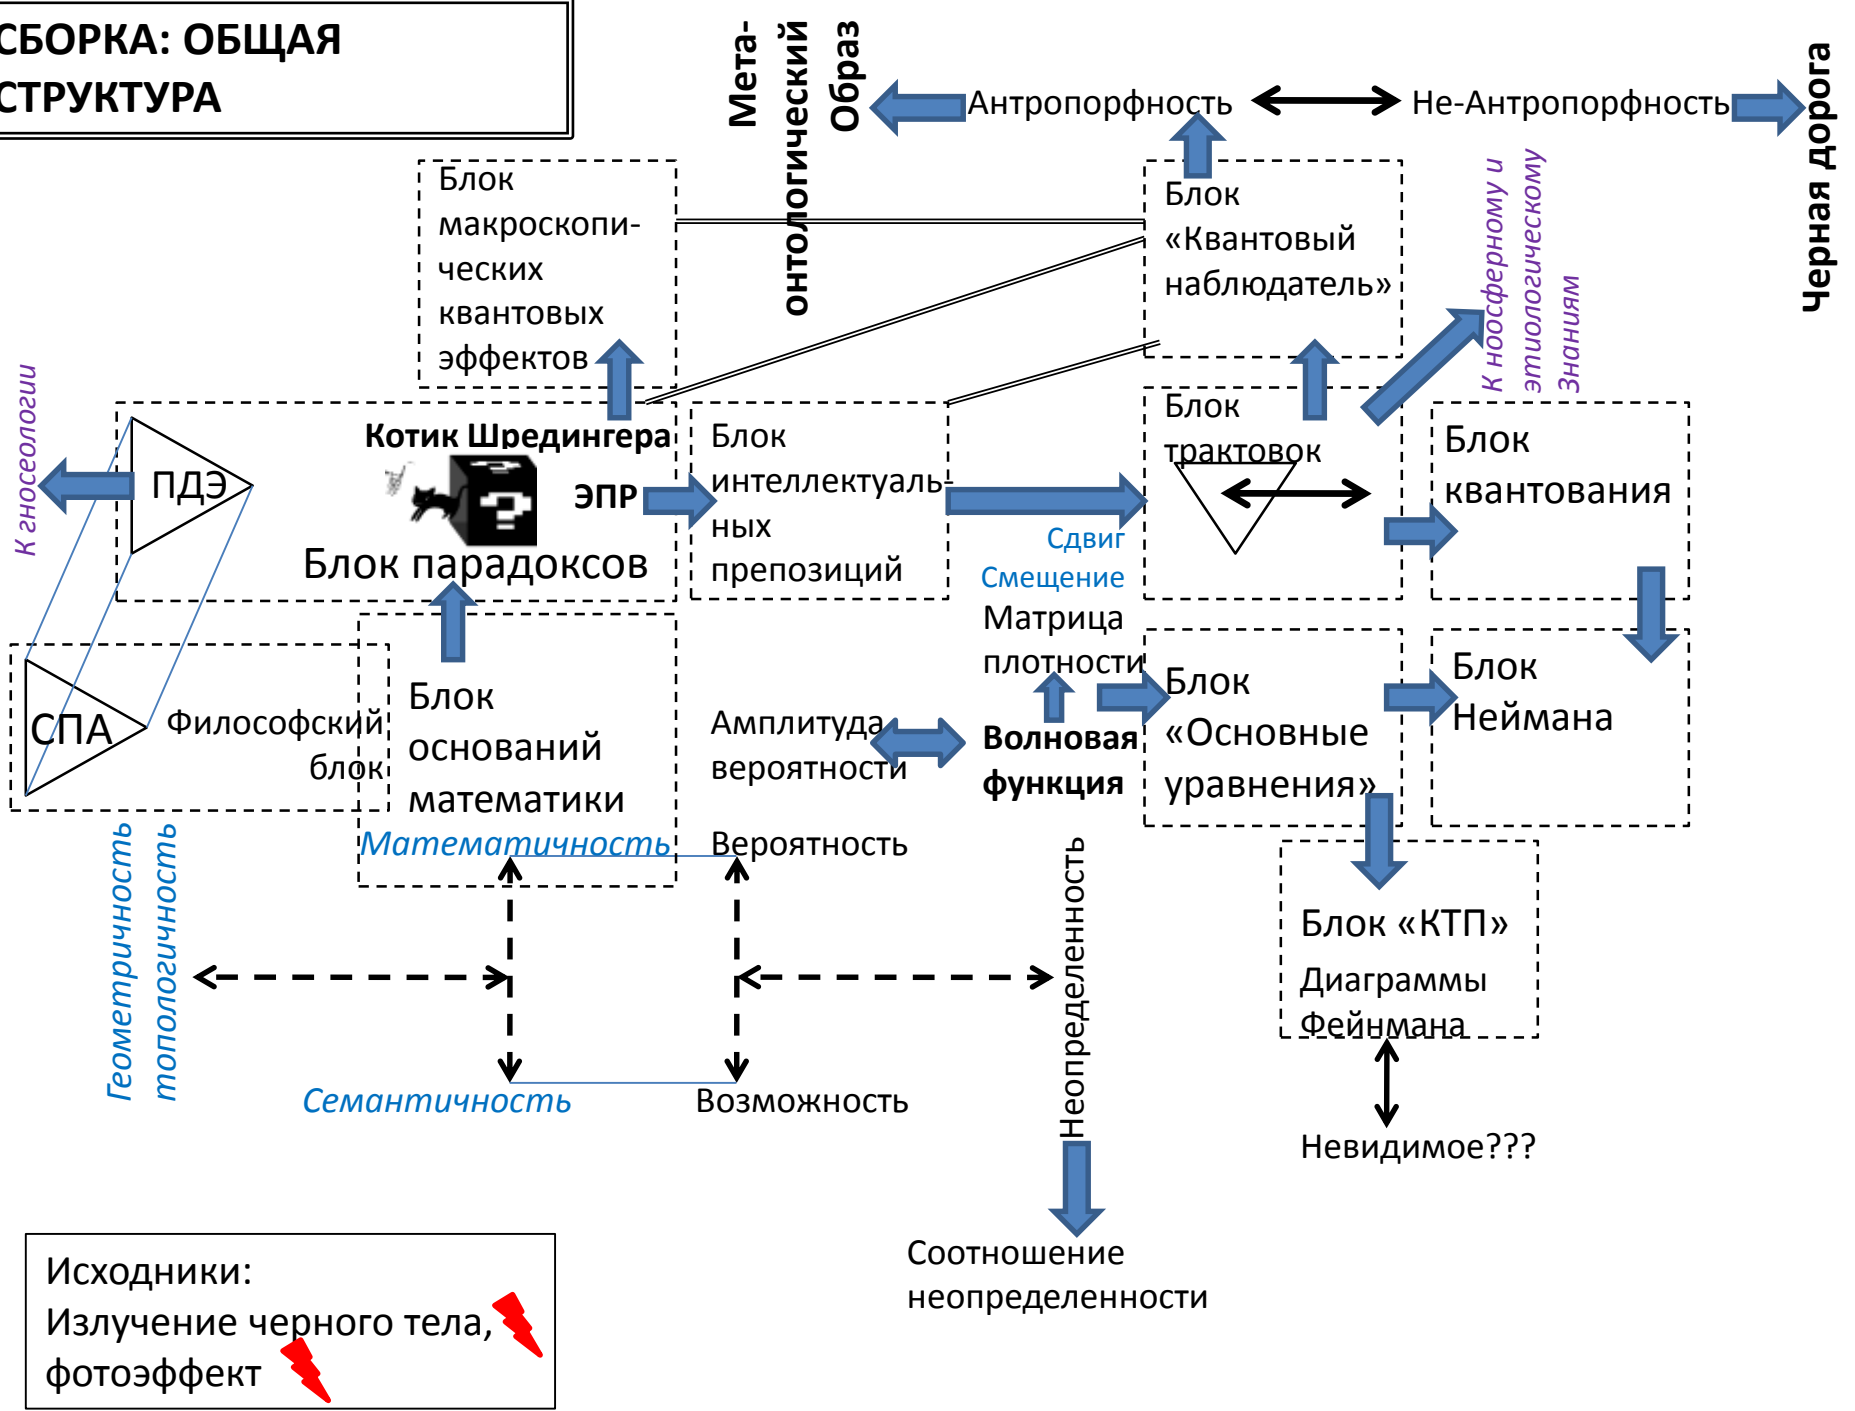 СБОРКА: ОБЩАЯ
СТРУКТУРА
Мета-
онтологический
Образ
Антропорфность
Не-Антропорфность
Черная дорога
Блок
макроскопи-
ческих
квантовых
эффектов
Блок
«Квантовый
наблюдатель»
К ноосферному и
этиологическому
Знаниям
К гносеологии
ПДЭ
Котик Шредингера
ЭПР
Блок парадоксов
Блок
интеллектуаль-
ных
препозиций
Блок
трактовок
Блок
квантования
Сдвиг
Смещение
Матрица
плотности
СПА
Философский
блок
Блок
оснований
математики
Математичность
Амплитуда
вероятности
Волновая
функция
Блок
«Основные
уравнения»
Блок
Неймана
Вероятность
Геометричность
топологичность
Неопределенность
Блок «КТП»
Диаграммы
Фейнмана
Семантичность
Возможность
Невидимое???
Соотношение
неопределенности
Исходники:
Излучение черного тела,
фотоэффект